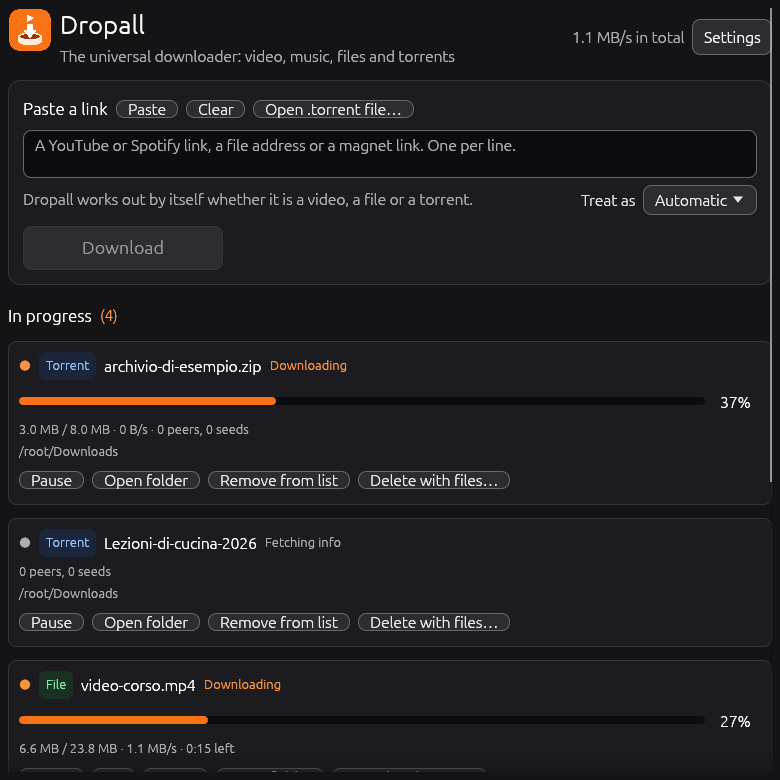 Dropall
The universal downloader: video, music, files and torrents
1.1 MB/s in total
Settings
Paste a link
Paste
Clear
Open .torrent file…
A YouTube or Spotify link, a file address or a magnet link. One per line.
Dropall works out by itself whether it is a video, a file or a torrent.
Treat as
Automatic
Download
In progress (4)
Torrent archivio-di-esempio.zip Downloading
37%
3.0 MB / 8.0 MB · 0 B/s · 0 peers, 0 seeds
/root/Downloads
Pause Open folder Remove from list Delete with files…
Torrent Lezioni-di-cucina-2026 Fetching info
0 peers, 0 seeds
/root/Downloads
Pause Open folder Remove from list Delete with files…
File video-corso.mp4 Downloading
27%
6.6 MB / 23.8 MB · 1.1 MB/s · 0:15 left